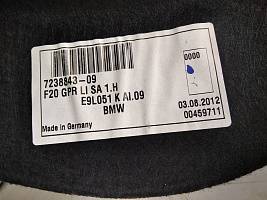 0000
7238843-09
F20 GPR LI SA 1.H
E9L051 K AI.09
BMW
03.08.2012
00459711
Made in Germany